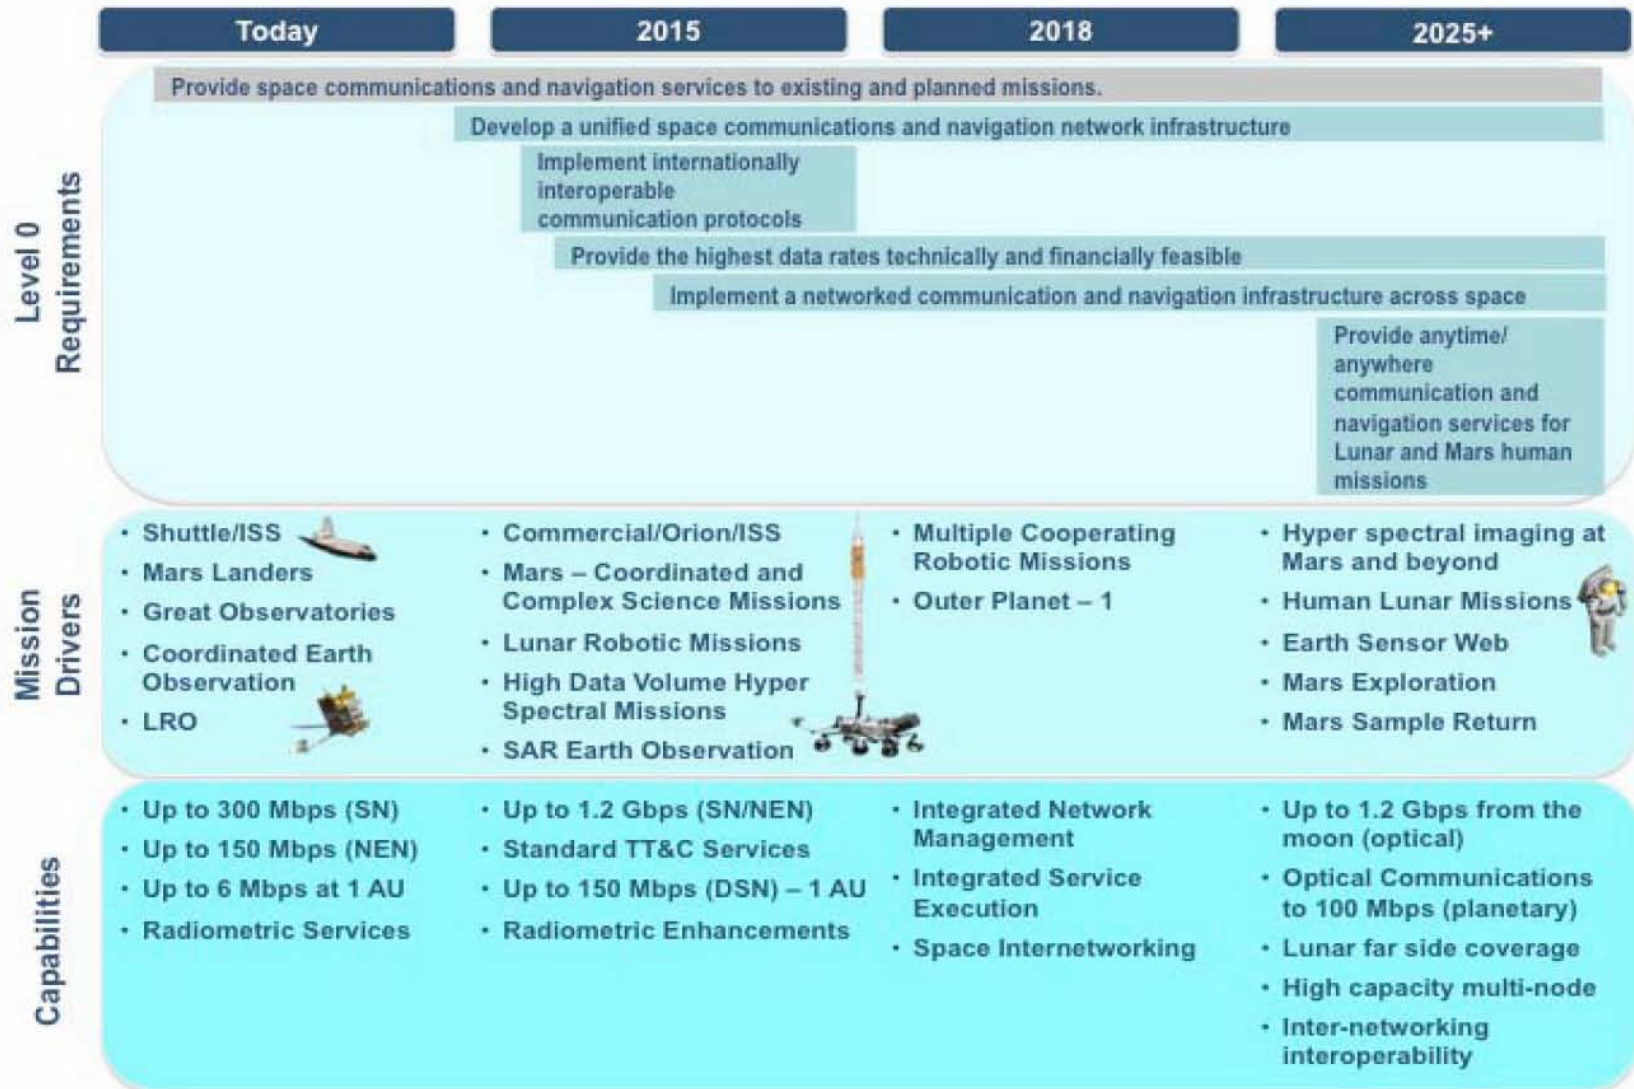 Today
2015
2018
2025+
Level 0
Requirements
Provide space communications and navigation services to existing and planned missions.
Develop a unified space communications and navigation network infrastructure
Implement internationally
interoperable
communication protocols
Provide the highest data rates technically and financially feasible
Implement a networked communication and navigation infrastructure across space
Provide anytime/
anywhere
communication and
navigation services for
Lunar and Mars human
missions
Mission
Drivers
• Shuttle/ISS
• Mars Landers
• Great Observatories
• Coordinated Earth
Observation
• LRO
• Commercial/Orion/ISS
• Mars – Coordinated and
Complex Science Missions
• Lunar Robotic Missions
• High Data Volume Hyper
Spectral Missions
• SAR Earth Observation
• Multiple Cooperating
Robotic Missions
• Outer Planet – 1
• Hyper spectral imaging at
Mars and beyond
• Human Lunar Missions
• Earth Sensor Web
• Mars Exploration
• Mars Sample Return
Capabilities
• Up to 300 Mbps (SN)
• Up to 150 Mbps (NEN)
• Up to 6 Mbps at 1 AU
• Radiometric Services
• Up to 1.2 Gbps (SN/NEN)
• Standard TT&C Services
• Up to 150 Mbps (DSN) – 1 AU
• Radiometric Enhancements
• Integrated Network
Management
• Integrated Service
Execution
• Space Internetworking
• Up to 1.2 Gbps from the
moon (optical)
• Optical Communications
to 100 Mbps (planetary)
• Lunar far side coverage
• High capacity multi-node
• Inter-networking
interoperability